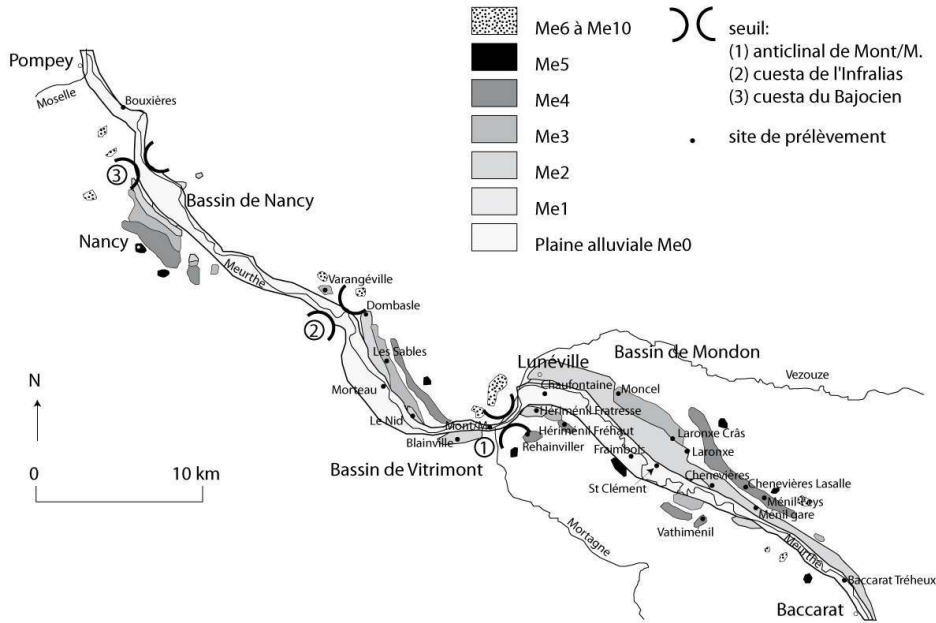 Me6 à Me10
Me5
Me4
Me3
Me2
Me1
Plaine alluviale Me0
seuil:
(1) anticlinal de Mont/M.
(2) cuesta de l'Infralias
(3) cuesta du Bajocien
site de prélèvement
Pompey
Moselle
Bouxières
3
Bassin de Nancy
Nancy
Meurthe
Varangéville
2
Dombasle
Les Sables
Morteau
Le Nid
Mont/M
Blainville
1
Bassin de Vitrimont
N
0 10 km
Lunéville
Bassin de Mondon
Vezouze
Chaufontaine
Moncel
Hériménil Fratresse
Hériménil Fréhaut
Rehainviller
Fraimbois
Laronxe Crâs
Laronxe
St Clément
Chenevières
Chenevières Lasalle
Ménil gare
Vathiménil
Mortagne
Meurthe
Baccarat Tréheux
Baccarat